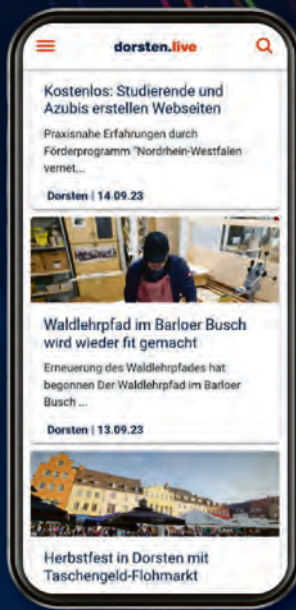 dorsten.live
Kostenlos: Studierende und
Azubis erstellen Webseiten
Praxisnahe Erfahrungen durch
Förderprogramm "Nordrhein-Westfalen
vernet...
Dorsten | 14.09.23
Waldlehrpfad im Barloer Busch
wird wieder fit gemacht
Erneuerung des Waldlehrpfades hat
begonnen Der Waldlehrpfad im Barloer
Busch ...
Dorsten | 13.09.23
Herbstfest in Dorsten mit
Taschengeld-Flohmarkt